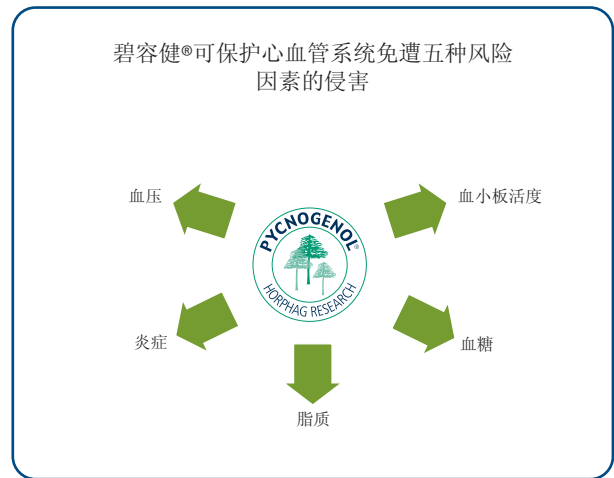 碧容健®可保护心血管系统免遭五种风险
因素的侵害
血压
血小板活度
PYCNOGENOL®
HORPHAG RESEARCH
炎症
血糖
脂质